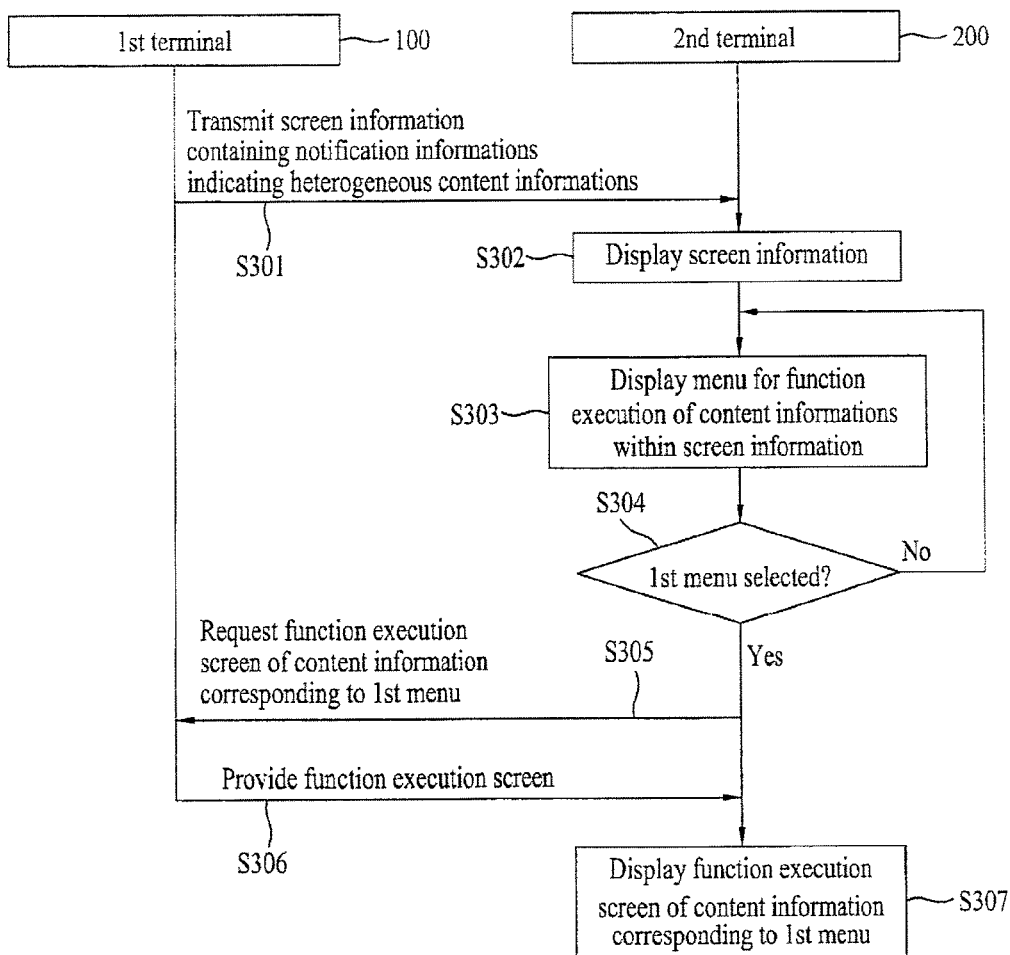 1st terminal
100
2nd terminal
200
Transmit screen information
containing notification informations
indicating heterogeneous content informations
S301
S302
Display screen information
S303
Display menu for function
execution of content informations
within screen information
S304
1st menu selected?
No
Yes
Request function execution
screen of content information
corresponding to 1st menu
S305
Provide function execution screen
S306
Display function execution
screen of content information
corresponding to 1st menu
S307